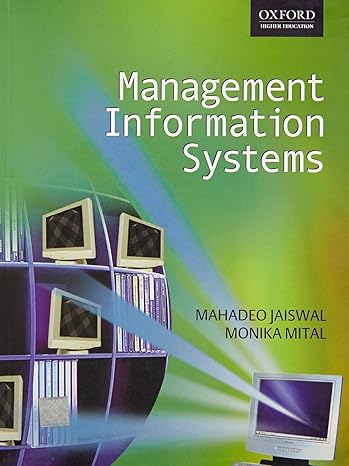 OXFORD
HIGHER EDUCATION
Management
Information
Systems
MAHADEO JAISWAL
MONIKA MITAL